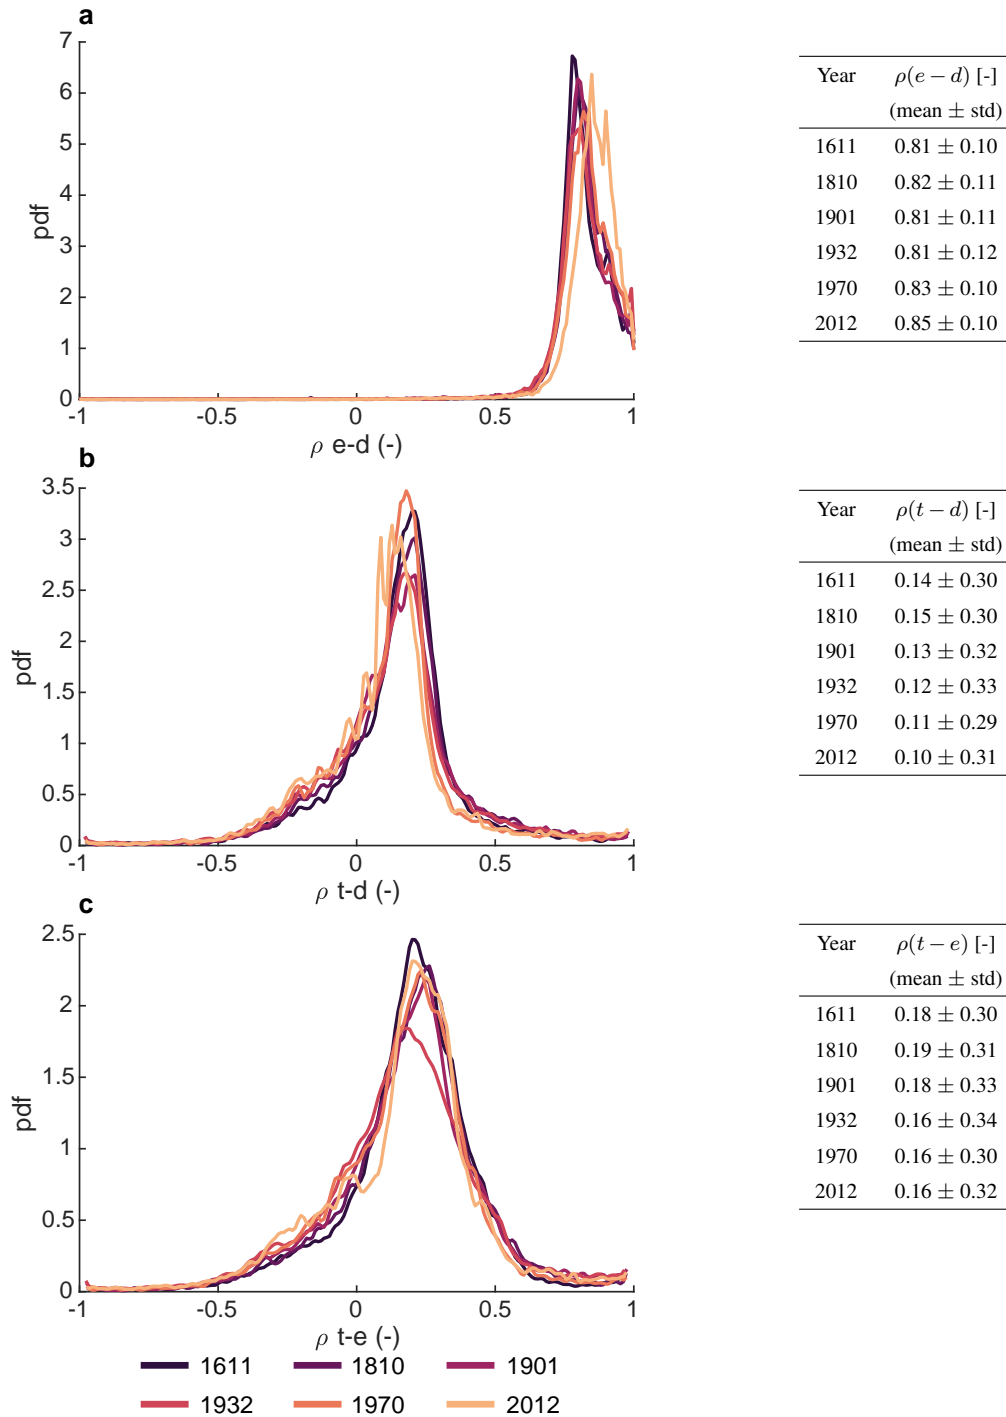 a
7
6
5
4
3
2
1
0
pdf
-1 -0.5 0 0.5 1
ρ e-d (-)
Year ρ(e − d) [-]
(mean ± std)
1611 0.81 ± 0.10
1810 0.82 ± 0.11
1901 0.81 ± 0.11
1932 0.81 ± 0.12
1970 0.83 ± 0.10
2012 0.85 ± 0.10
b
3.5
3
2.5
2
1.5
1
0.5
0
pdf
-1 -0.5 0 0.5 1
ρ t-d (-)
Year ρ(t − d) [-]
(mean ± std)
1611 0.14 ± 0.30
1810 0.15 ± 0.30
1901 0.13 ± 0.32
1932 0.12 ± 0.33
1970 0.11 ± 0.29
2012 0.10 ± 0.31
c
2.5
2
1.5
1
0.5
0
pdf
-1 -0.5 0 0.5 1
ρ t-e (-)
Year ρ(t − e) [-]
(mean ± std)
1611 0.18 ± 0.30
1810 0.19 ± 0.31
1901 0.18 ± 0.33
1932 0.16 ± 0.34
1970 0.16 ± 0.30
2012 0.16 ± 0.32
1611 1810 1901
1932 1970 2012